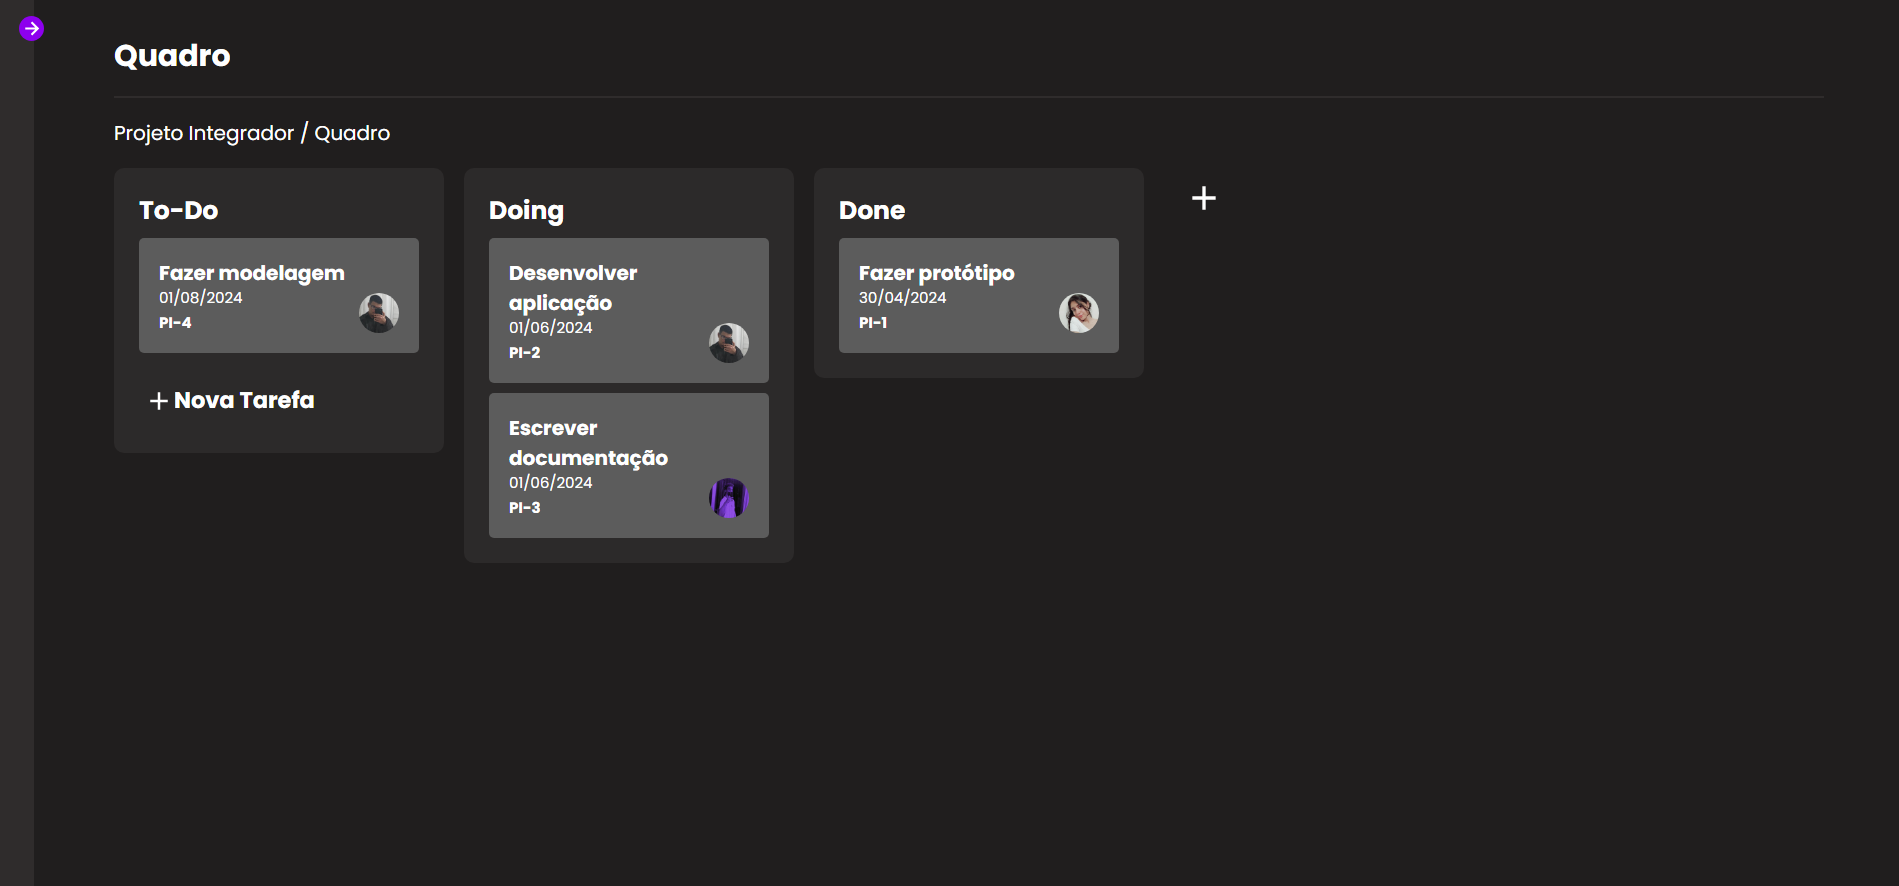 Quadro
Projeto Integrador / Quadro
To-Do
Fazer modelagem
01/08/2024
PI-4
Nova Tarefa
Doing
Desenvolver
aplicação
01/06/2024
PI-2
Escrever
documentação
01/06/2024
PI-3
Done
Fazer protótipo
30/04/2024
PI-1